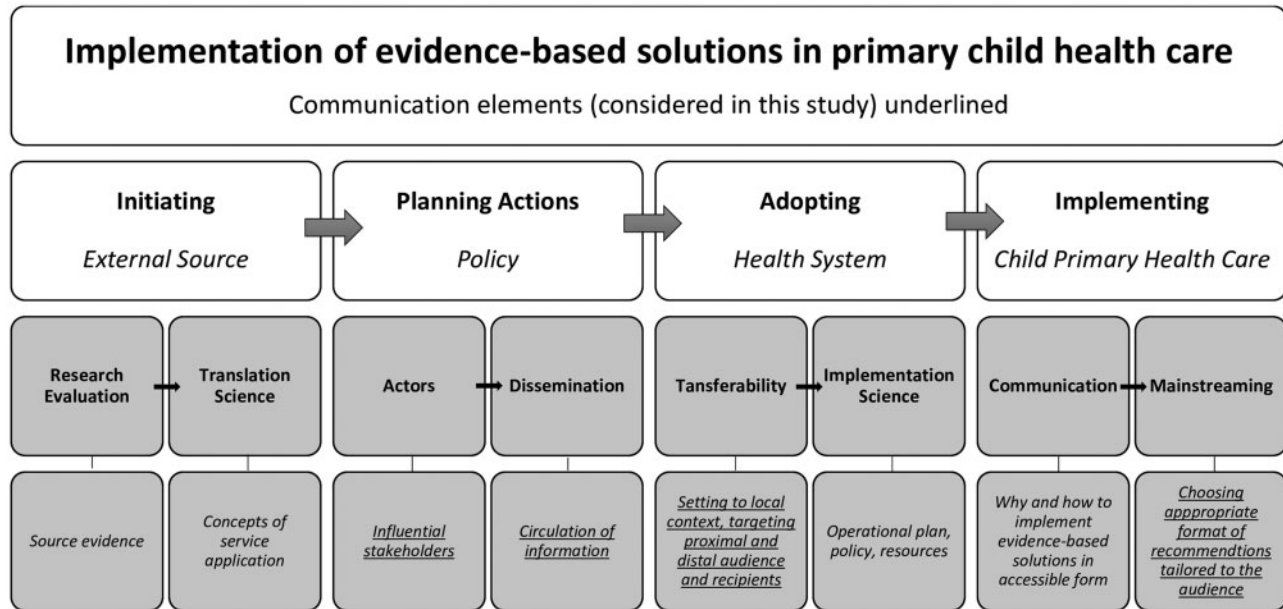 Implementation of evidence-based solutions in primary child health care
Communication elements (considered in this study) underlined
Initiating
External Source
Planning Actions
Policy
Adopting
Health System
Implementing
Child Primary Health Care
Research
Evaluation
Translation
Science
Actors
Dissemination
Tansferability
Implementation
Science
Communication
Mainstreaming
Source evidence
Concepts of
service
application
Influential
stakeholders
Circulation of
information
Setting to local
context, targeting
proximal and
distal audience
and recipients
Operational plan,
policy, resources
Why and how to
implement
evidence-based
solutions in
accessible form
Choosing
apppropriate
format of
recommendtions
tailored to the
audience